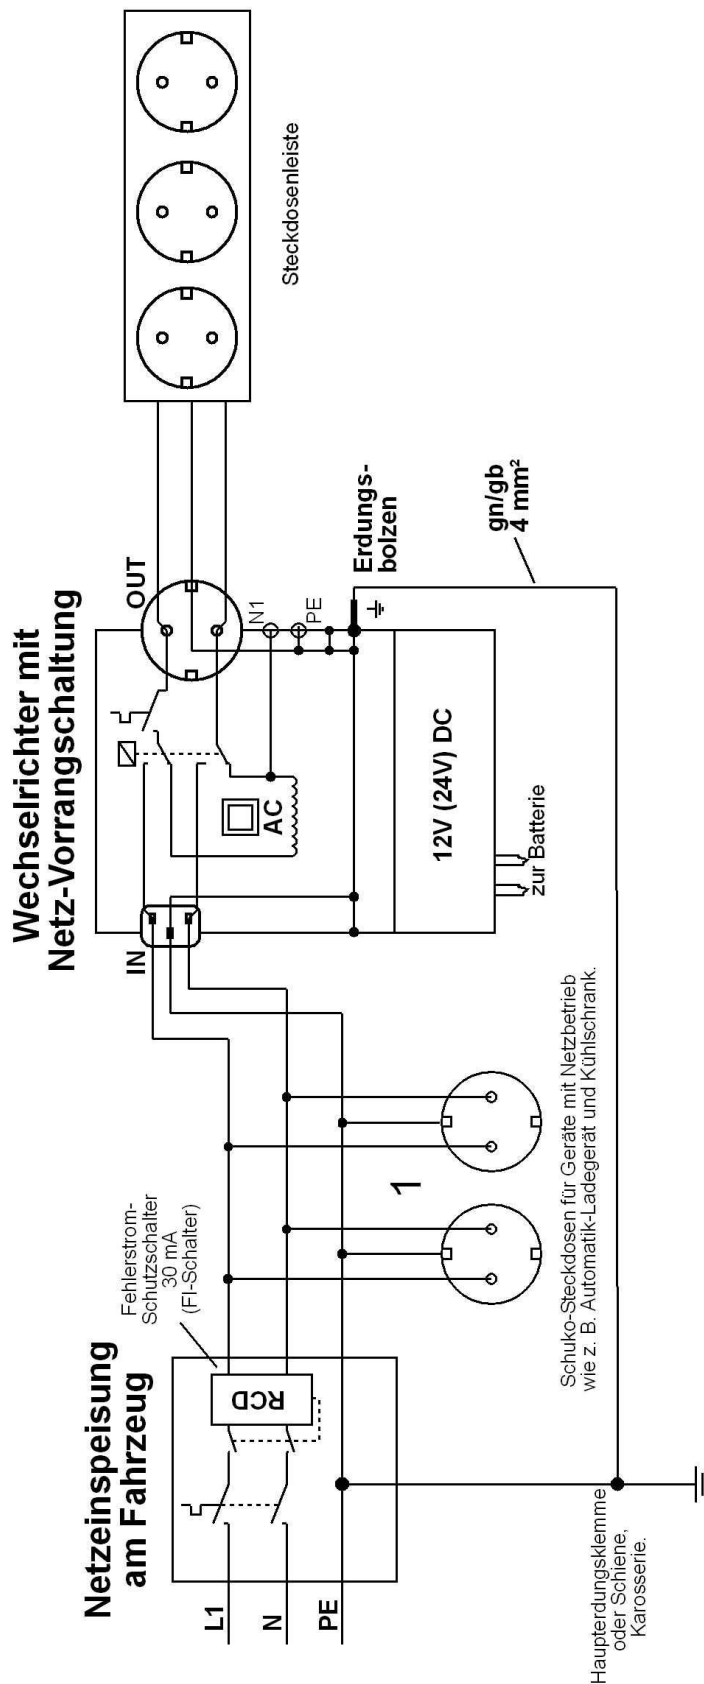 Netzeinspeisung
am Fahrzeug
Wechselrichter mit
Netz-Vorrangschaltung
Fehlerstrom-
Schutzschalter
30 mA
(FI-Schalter)
L1
N
PE
RCD
1
Schuko-Steckdosen für Geräte mit Netzbetrieb
wie z. B. Automatik-Ladegerät und Kühlschrank.
Haupterdungsklemme
oder Schiene,
Karosserie.
IN
OUT
AC
N1
PE
12V (24V) DC
zur Batterie
Erdungs-
bolzen
gn/gb
4 mm²
Steckdosenleiste